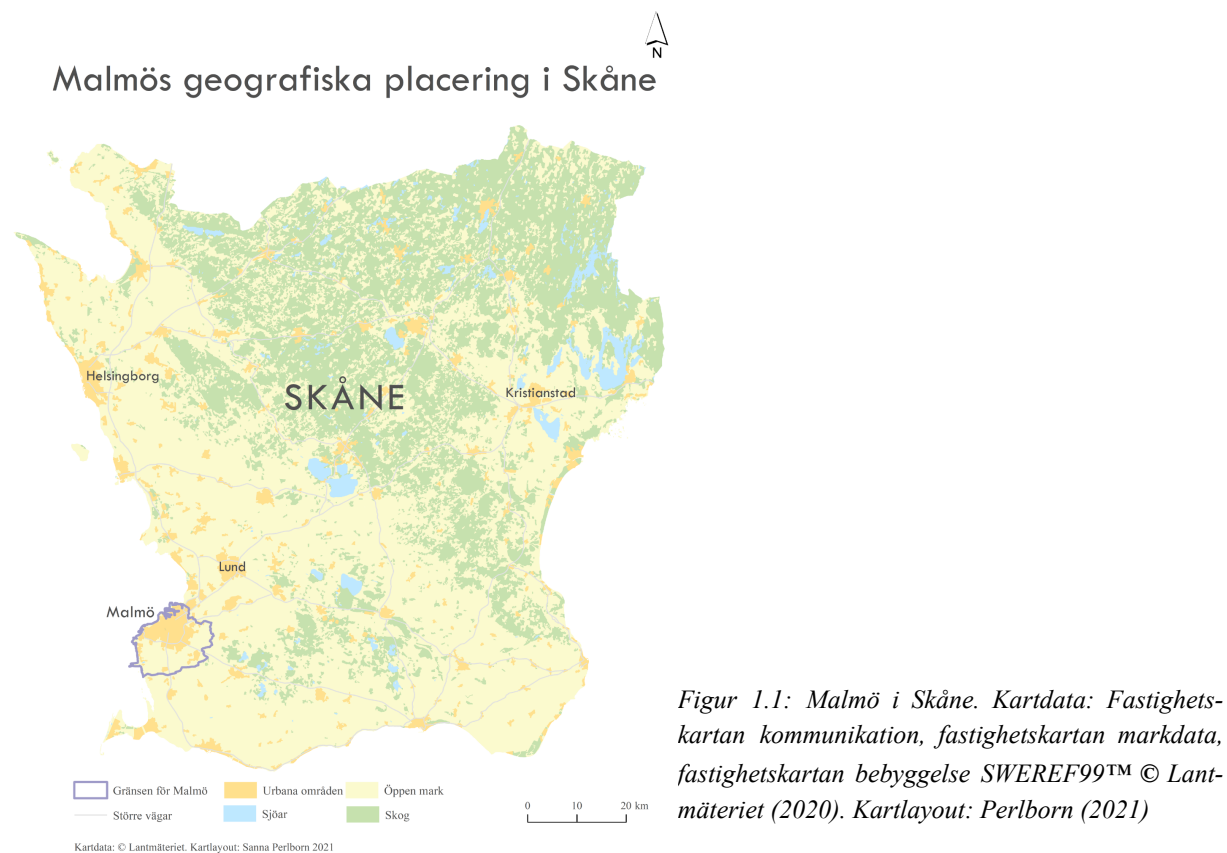 N
Malmös geografiska placering i Skåne
Helsingborg
SKÅNE
Kristianstad
Lund
Malmö
Gränsen för Malmö
Urbana områden
Öppen mark
Större vägar
Sjöar
Skog
0 10 20 km
Kartdata: © Lantmäteriet. Kartlayout: Sanna Perlborn 2021
Figur 1.1: Malmö i Skåne. Kartdata: Fastighets-
kartan kommunikation, fastighetskartan markdata,
fastighetskartan bebyggelse SWEREF99™ © Lant-
mäteriet (2020). Kartlayout: Perlborn (2021)